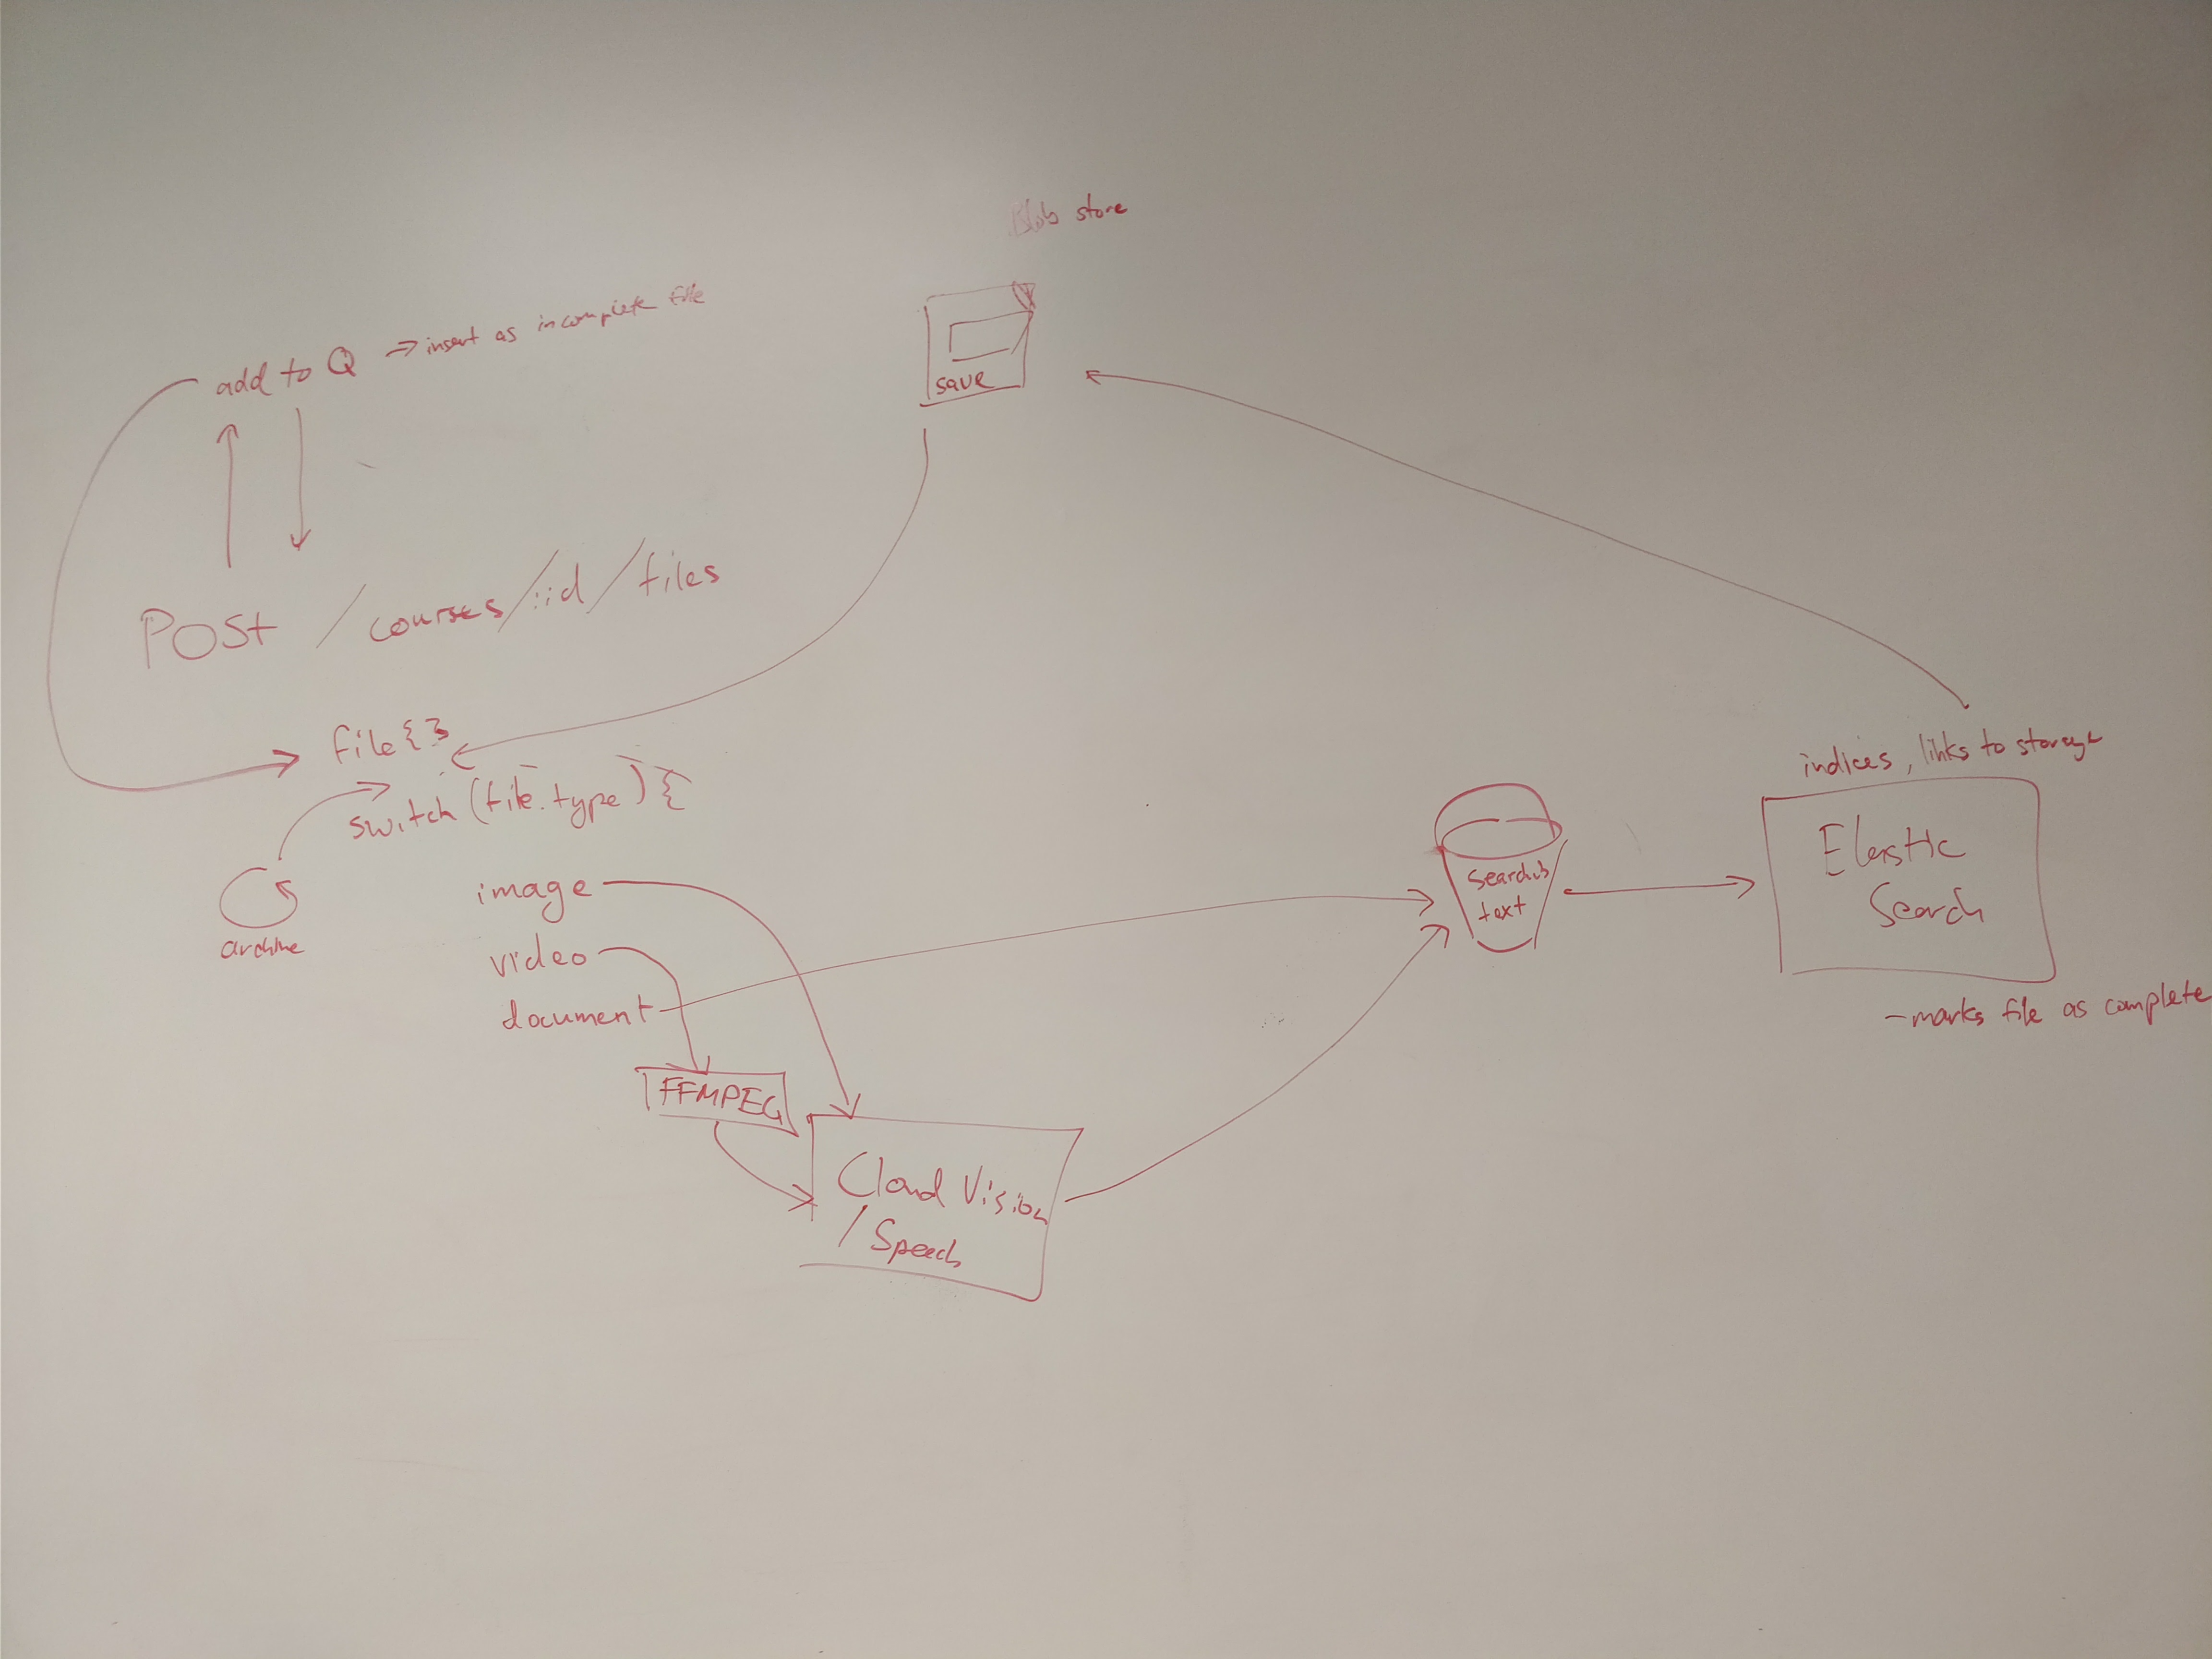 Blob store
add to Q → insert as incomplete file
save
POST / courses/:id/files
file {}
switch (file.type) {
archive
image
video
document
FFMPEG
Cloud Vision
/ Speech
text
indices, links to storage
Elastic
Search
- marks file as complete